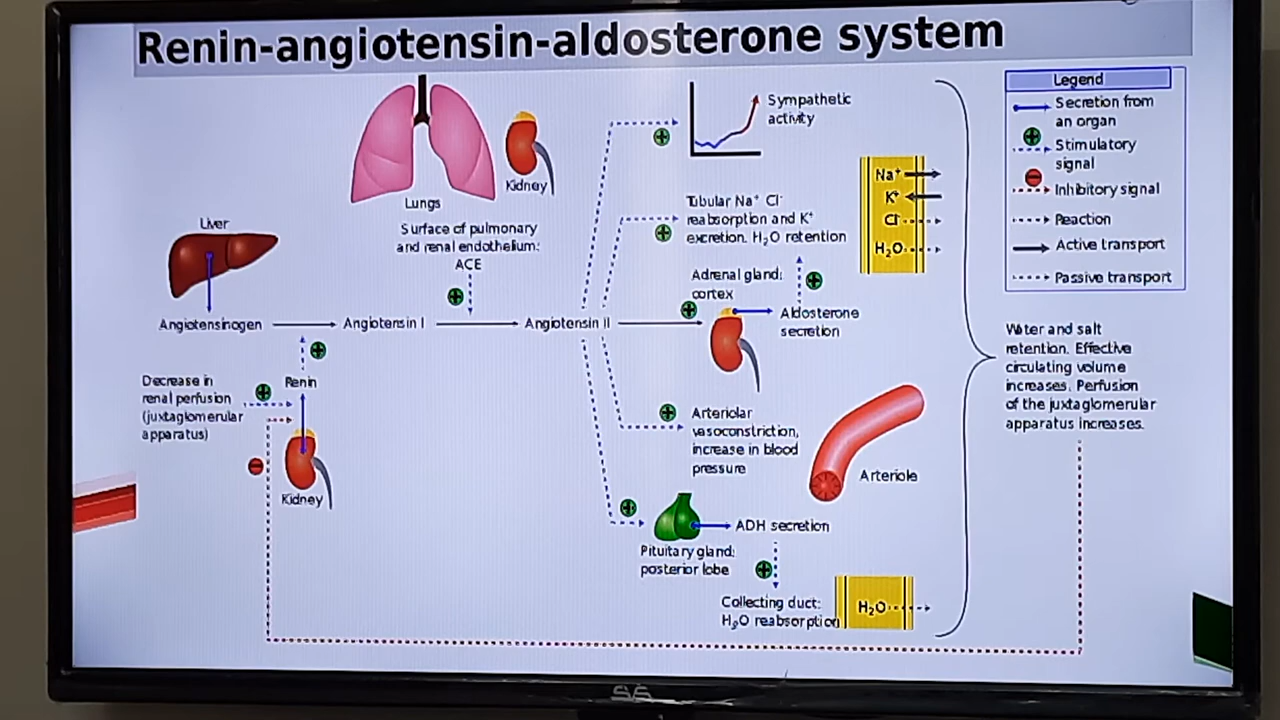 Renin-angiotensin-aldosterone system
Legend
Secretion from
an organ
Stimulatory
signal
Inhibitory signal
Reaction
Active transport
Passive transport
Lungs
Kidney
Surface of pulmonary
and renal endothelium:
ACE
Liver
Angiotensinogen
Angiotensin I
Angiotensin II
Decrease in
renal perfusion
(juxtaglomerular
apparatus)
Renin
Kidney
Sympathetic
activity
Tubular Na⁺ Cl⁻
reabsorption and K⁺
excretion. H₂O retention
Na⁺
K⁺
Cl⁻
H₂O
Adrenal gland:
cortex
Aldosterone
secretion
Arteriolar
vasoconstriction,
increase in blood
pressure
Arteriole
Pituitary gland:
posterior lobe
ADH secretion
Collecting duct:
H₂O reabsorption
H₂O
Water and salt
retention. Effective
circulating volume
increases. Perfusion
of the juxtaglomerular
apparatus increases.
SVS